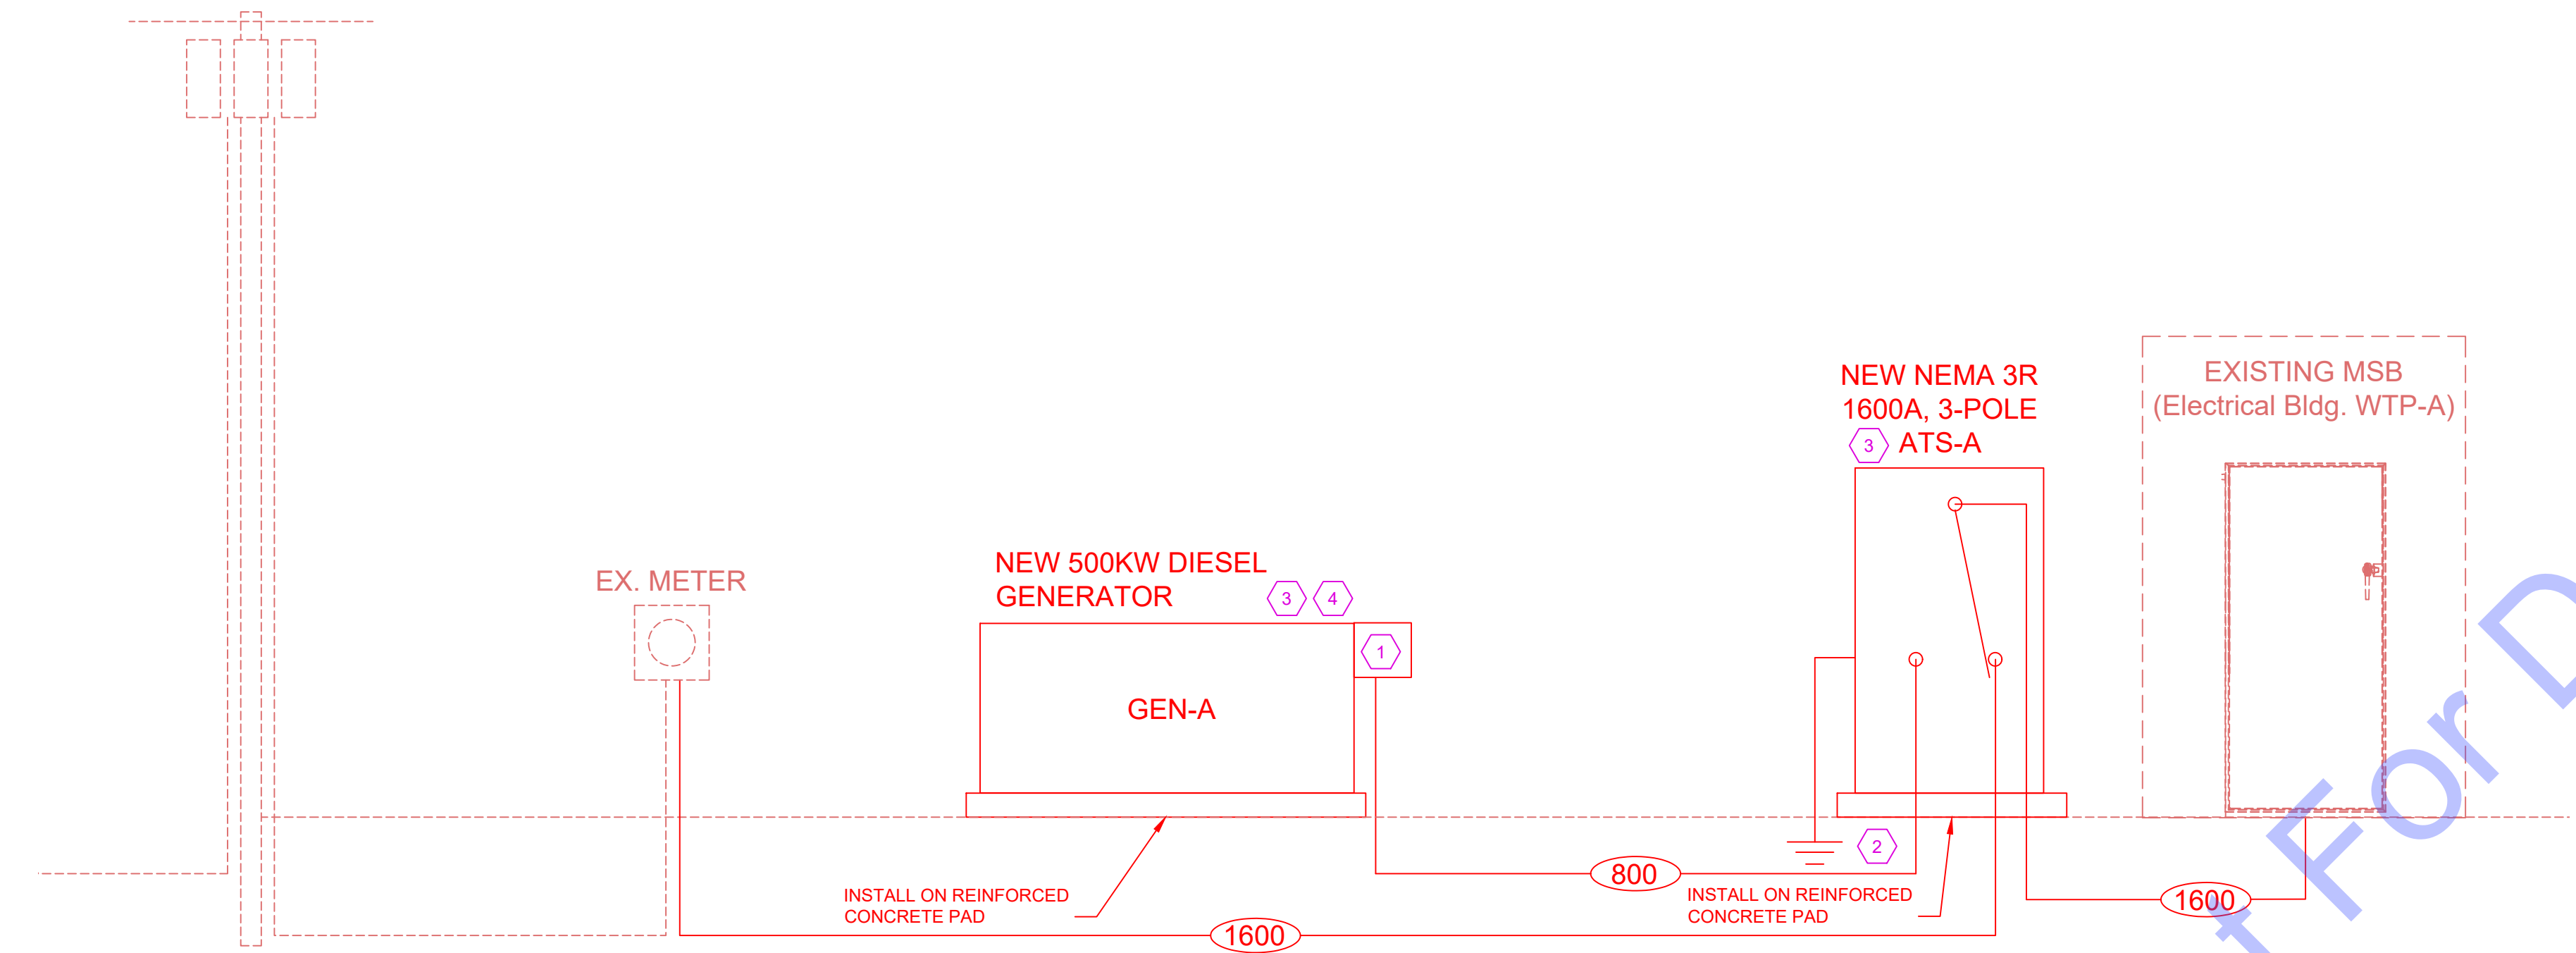 NEW NEMA 3R
1600A, 3-POLE
3 ATS-A
EXISTING MSB
(Electrical Bldg. WTP-A)
NEW 500KW DIESEL
GENERATOR 3 4
EX. METER
1
GEN-A
2
800
INSTALL ON REINFORCED
CONCRETE PAD
INSTALL ON REINFORCED
CONCRETE PAD
1600
1600
For